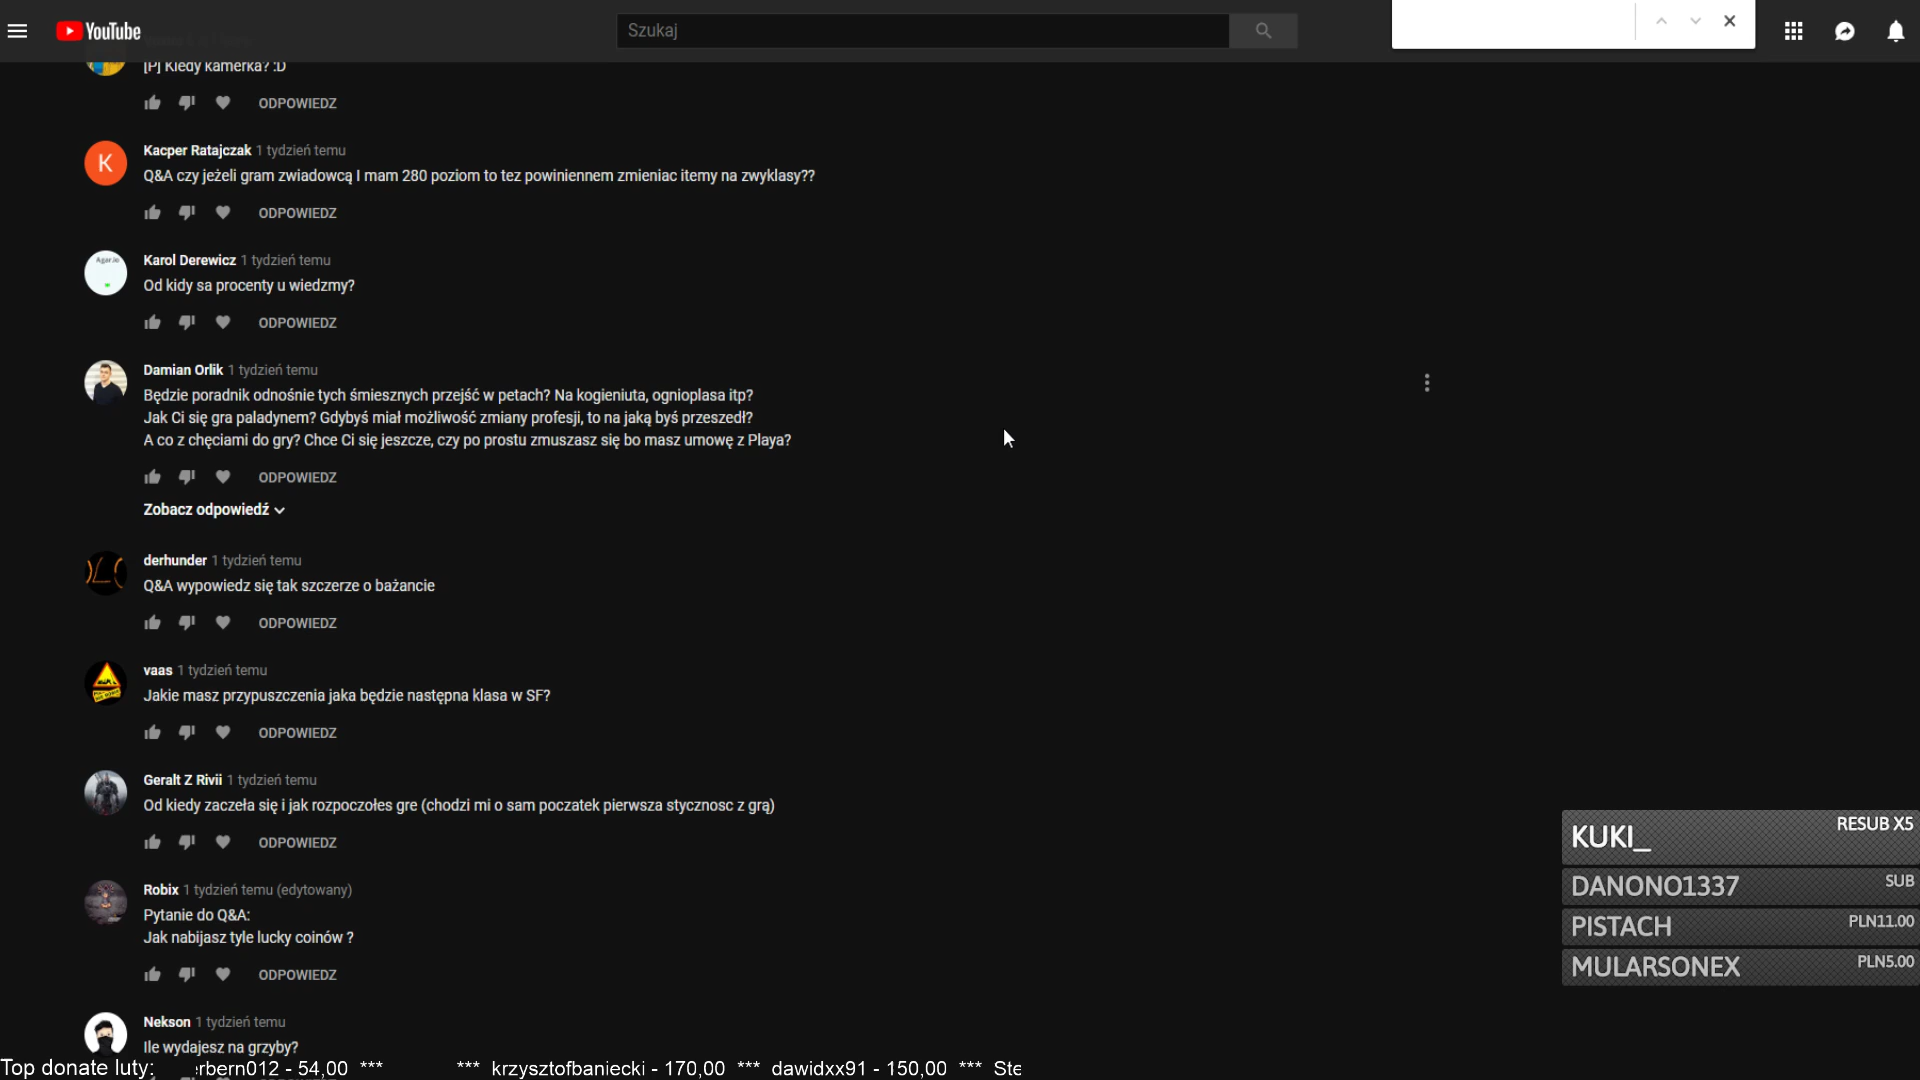 YouTube
Szukaj
[P] Kiedy kamerka? :D
ODPOWIEDZ
K
Kacper Ratajczak 1 tydzień temu
Q&A czy jeżeli gram zwiadowcą I mam 280 poziom to tez powiniennem zmieniac itemy na zwyklasy??
ODPOWIEDZ
Agar.io
Karol Derewicz 1 tydzień temu
Od kidy sa procenty u wiedzmy?
ODPOWIEDZ
Damian Orlik 1 tydzień temu
Będzie poradnik odnośnie tych śmiesznych przejść w petach? Na kogieniuta, ognioplasa itp?
Jak Ci się gra paladynem? Gdybyś miał możliwość zmiany profesji, to na jaką byś przeszedł?
A co z chęciami do gry? Chce Ci się jeszcze, czy po prostu zmuszasz się bo masz umowę z Playa?
ODPOWIEDZ
Zobacz odpowiedź
derhunder 1 tydzień temu
Q&A wypowiedz się tak szczerze o bażancie
ODPOWIEDZ
vaas 1 tydzień temu
Jakie masz przypuszczenia jaka będzie następna klasa w SF?
ODPOWIEDZ
Geralt Z Rivii 1 tydzień temu
Od kiedy zaczeła się i jak rozpoczołes gre (chodzi mi o sam poczatek pierwsza stycznosc z grą)
ODPOWIEDZ
Robix 1 tydzień temu (edytowany)
Pytanie do Q&A:
Jak nabijasz tyle lucky coinów ?
ODPOWIEDZ
Nekson 1 tydzień temu
Ile wydajesz na grzyby?
KUKI_ RESUB X5
DANONO1337 SUB
PISTACH PLN11.00
MULARSONEX PLN5.00
Top donate luty: rbern012 - 54,00 *** *** krzysztofbaniecki - 170,00 *** dawidxx91 - 150,00 *** Ste